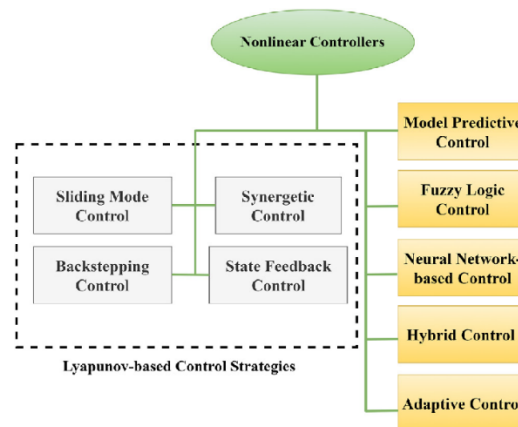 Nonlinear Controllers
Model Predictive
Control
Sliding Mode
Control
Synergetic
Control
Fuzzy Logic
Control
Backstepping
Control
State Feedback
Control
Neural Network-
based Control
Hybrid Control
Lyapunov-based Control Strategies
Adaptive Control